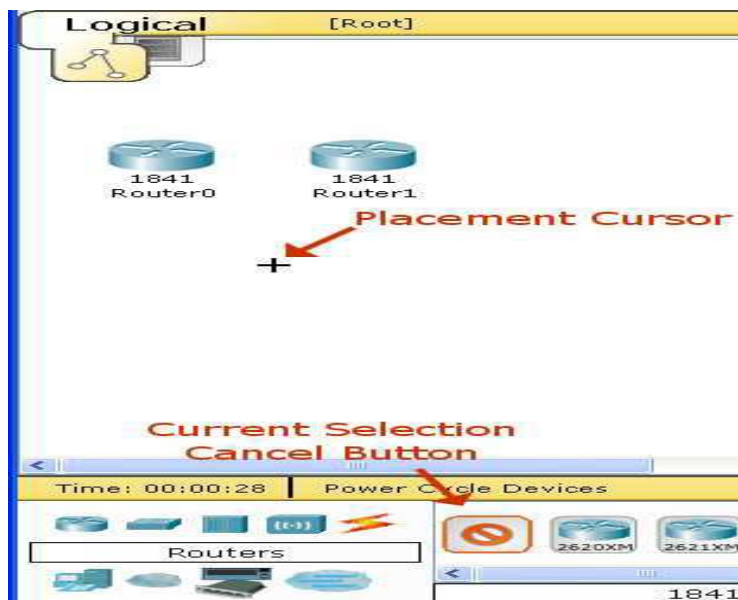 Logical [Root]
1841 1841
Router0 Router1
Placement Cursor
Current Selection
Cancel Button
Time: 00:00:28 Power Cycle Devices
Routers
2620XM 2621XM
1841